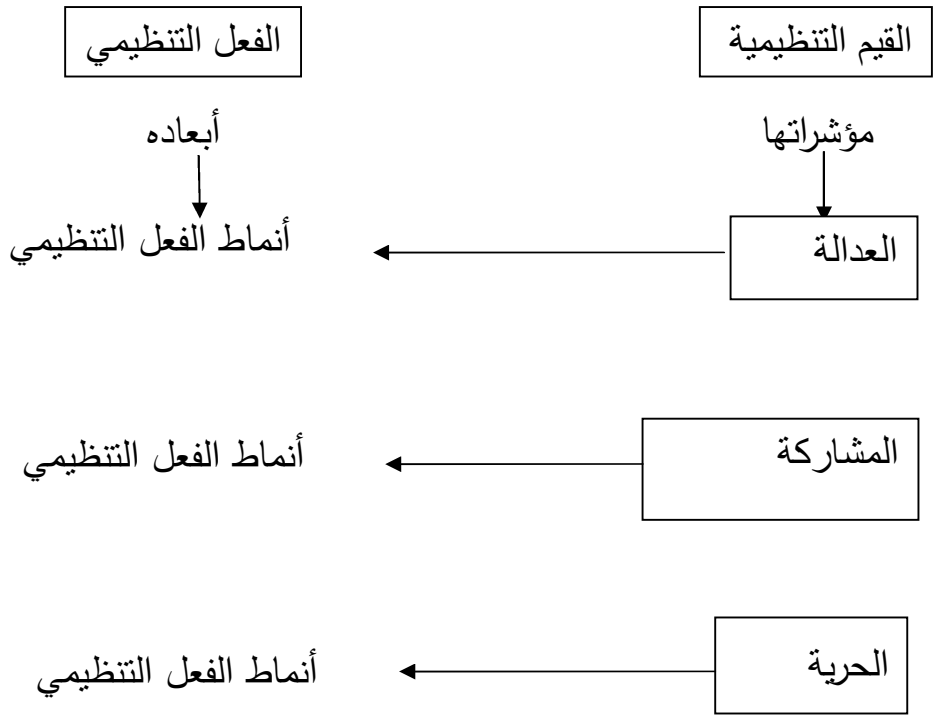 القيم التنظيمية
الفعل التنظيمي
مؤشراتها
أبعاده
العدالة
أنماط الفعل التنظيمي
المشاركة
أنماط الفعل التنظيمي
الحرية
أنماط الفعل التنظيمي